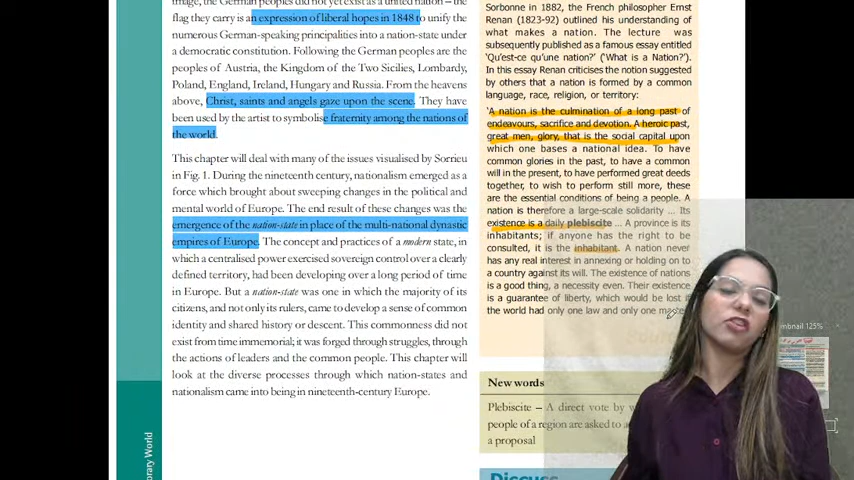 image, the German peoples did not yet exist as a united nation – the
flag they carry is an expression of liberal hopes in 1848 to unify the
numerous German-speaking principalities into a nation-state under
a democratic constitution. Following the German peoples are the
peoples of Austria, the Kingdom of the Two Sicilies, Lombardy,
Poland, England, Ireland, Hungary and Russia. From the heavens
above, Christ, saints and angels gaze upon the scene. They have
been used by the artist to symbolise fraternity among the nations of
the world.
This chapter will deal with many of the issues visualised by Sorrieu
in Fig. 1. During the nineteenth century, nationalism emerged as a
force which brought about sweeping changes in the political and
mental world of Europe. The end result of these changes was the
emergence of the nation-state in place of the multi-national dynastic
empires of Europe. The concept and practices of a modern state, in
which a centralised power exercised sovereign control over a clearly
defined territory, had been developing over a long period of time
in Europe. But a nation-state was one in which the majority of its
citizens, and not only its rulers, came to develop a sense of common
identity and shared history or descent. This commonness did not
exist from time immemorial; it was forged through struggles, through
the actions of leaders and the common people. This chapter will
look at the diverse processes through which nation-states and
nationalism came into being in nineteenth-century Europe.
Sorbonne in 1882, the French philosopher Ernst
Renan (1823-92) outlined his understanding of
what makes a nation. The lecture was
subsequently published as a famous essay entitled
'Qu'est-ce qu'une nation?' ('What is a Nation?').
In this essay Renan criticises the notion suggested
by others that a nation is formed by a common
language, race, religion, or territory:
'A nation is the culmination of a long past of
endeavours, sacrifice and devotion. A heroic past,
great men, glory, that is the social capital upon
which one bases a national idea. To have
common glories in the past, to have a common
will in the present, to have performed great deeds
together, to wish to perform still more, these
are the essential conditions of being a people. A
nation is therefore a large-scale solidarity ... Its
existence is a daily plebiscite ... A province is its
inhabitants; if anyone has the right to be
consulted, it is the inhabitant. A nation never
has any real interest in annexing or holding on to
a country against its will. The existence of nations
is a good thing, a necessity even. Their existence
is a guarantee of liberty, which would be lost if
the world had only one law and only one
New words
Plebiscite – A direct vote by
people of a region are asked to
a proposal
Discuss
mbnail 125%
orary World